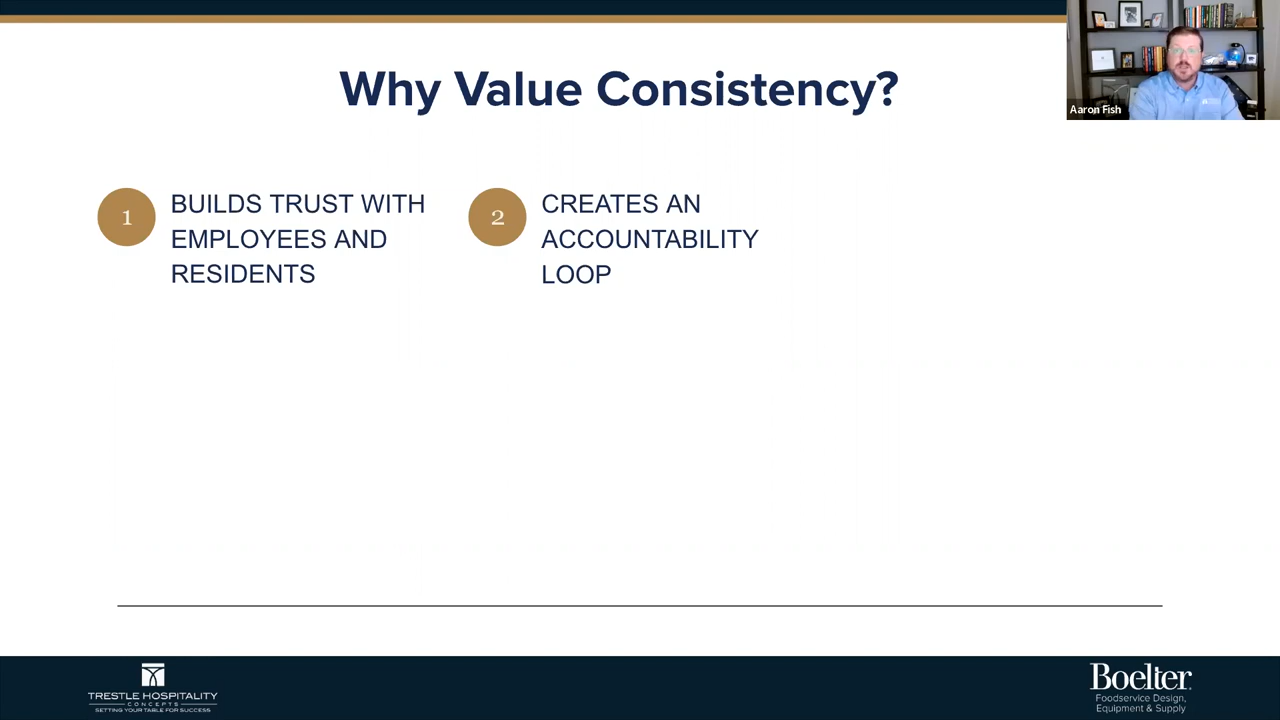 Why Value Consistency?
Aaron Fish
1
BUILDS TRUST WITH
EMPLOYEES AND
RESIDENTS
2
CREATES AN
ACCOUNTABILITY
LOOP
TRESTLE HOSPITALITY
CONCEPTS
SETTING YOUR TABLE FOR SUCCESS
Boelter
Foodservice Design,
Equipment & Supply